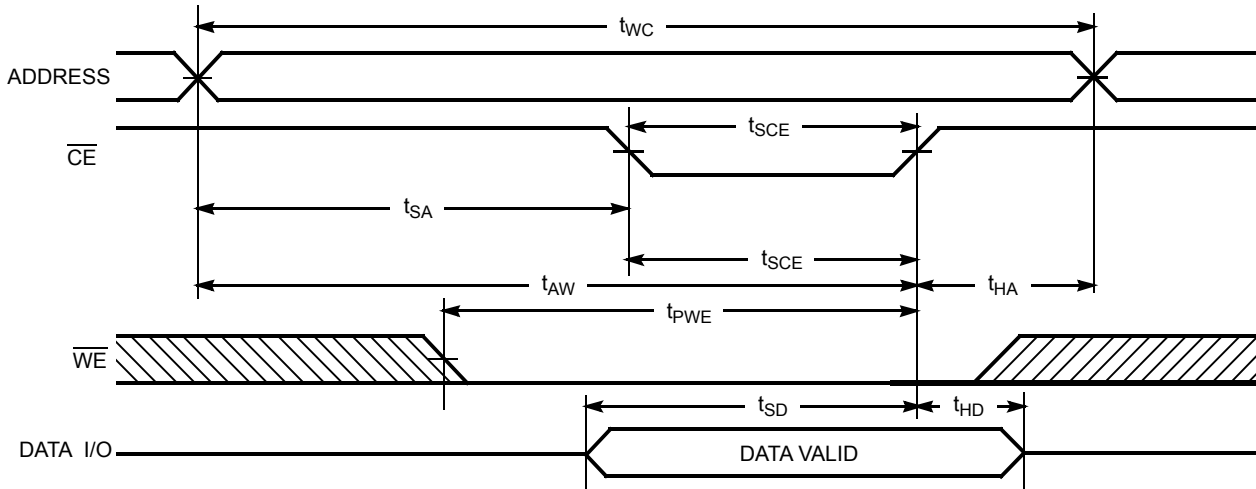 tWC
ADDRESS
tSCE
CE
tSA
tSCE
tAW
tHA
tPWE
WE
tSD
tHD
DATA I/O
DATA VALID